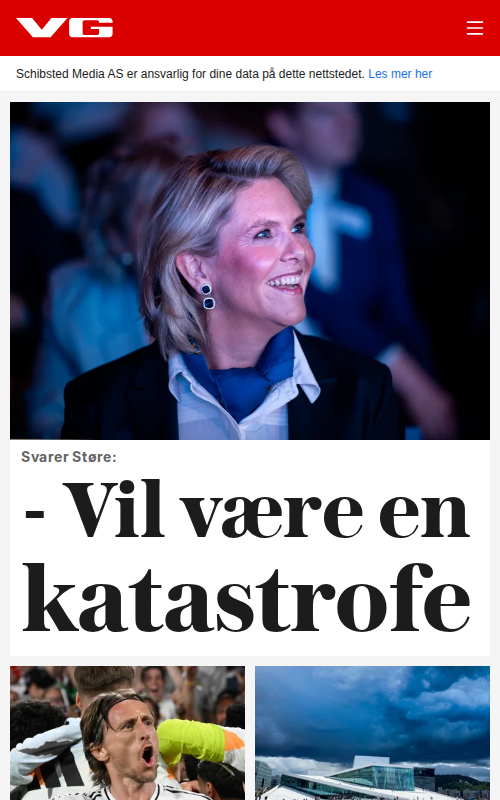 VG
Schibsted Media AS er ansvarlig for dine data på dette nettstedet. Les mer her
Svarer Støre:
- Vil være en
katastrofe